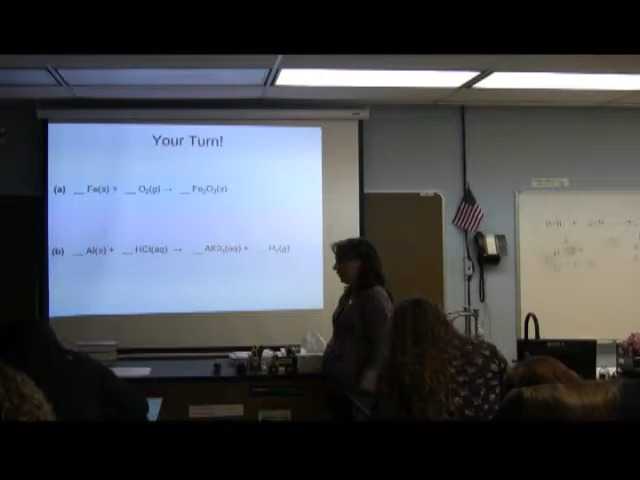 Your Turn!
(a) __ Fe(s) + __ O₂(g) → __ Fe₂O₃(s)
(b) __ Al(s) + __ HCl(aq) → __ AlCl₃(aq) + __ H₂(g)